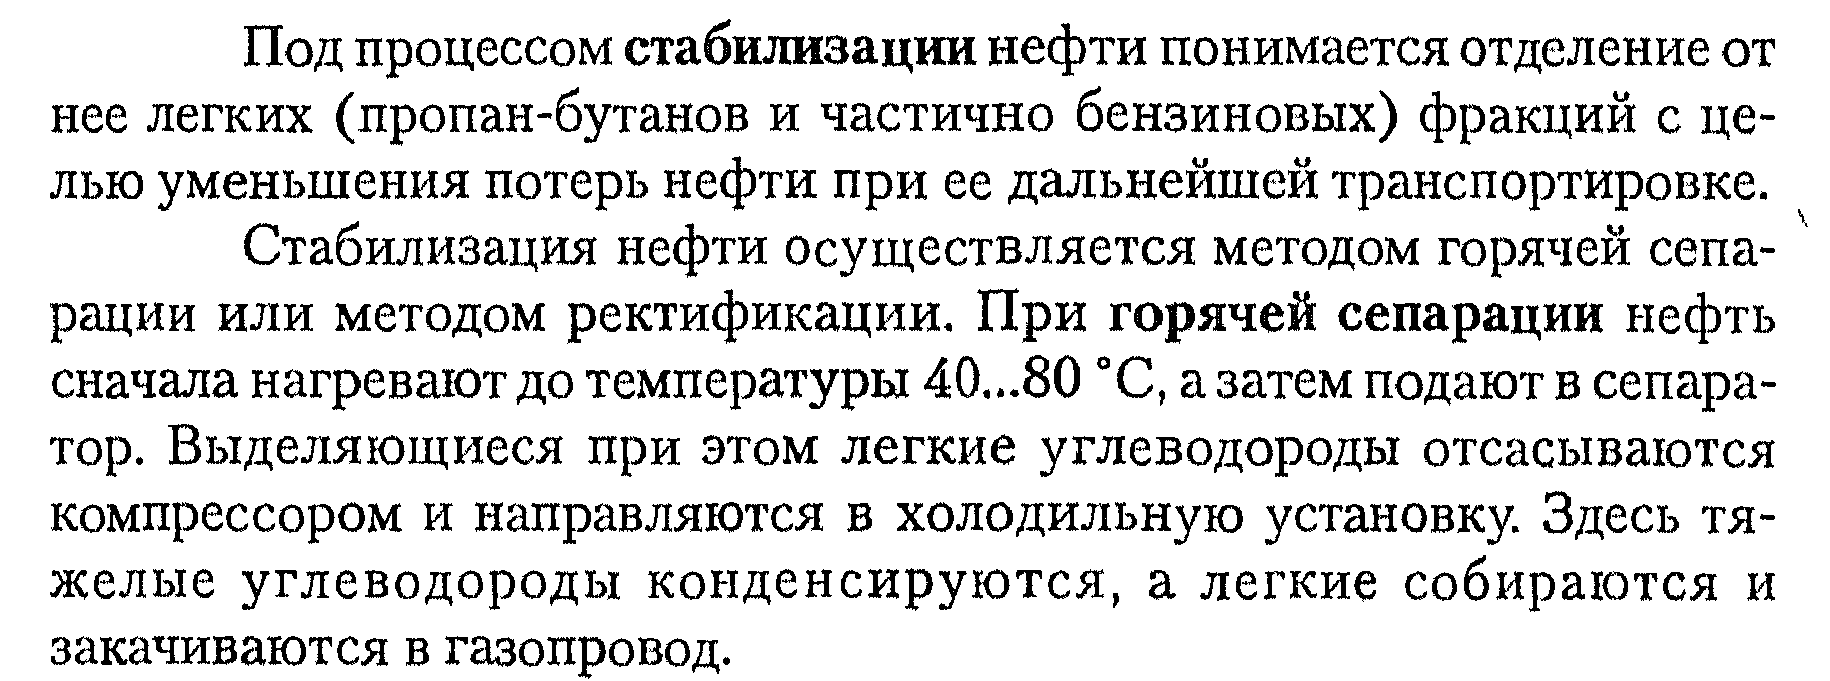 Под процессом стабилизации нефти понимается отделение от
нее легких (пропан-бутанов и частично бензиновых) фракций с це-
лью уменьшения потерь нефти при ее дальнейшей транспортировке.
Стабилизация нефти осуществляется методом горячей сепа-
рации или методом ректификации. При горячей сепарации нефть
сначала нагревают до температуры 40...80 °С, а затем подают в сепара-
тор. Выделяющиеся при этом легкие углеводороды отсасываются
компрессором и направляются в холодильную установку. Здесь тя-
желые углеводороды конденсируются, а легкие собираются и
закачиваются в газопровод.